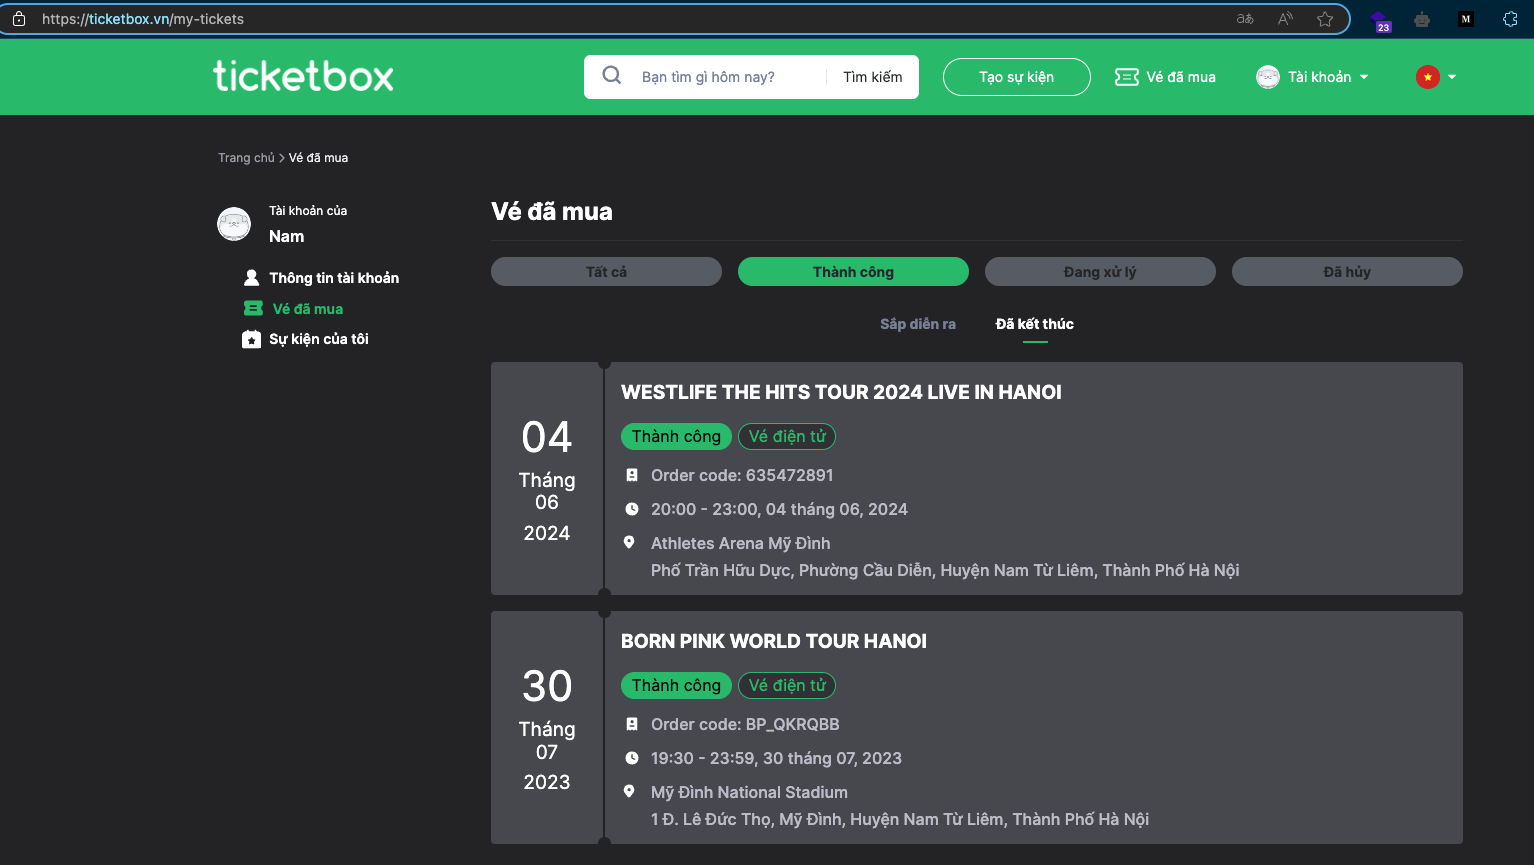 https://ticketbox.vn/my-tickets
23
M
ticketbox
Bạn tìm gì hôm nay?
Tìm kiếm
Tạo sự kiện
Vé đã mua
Tài khoản
Trang chủ > Vé đã mua
Tài khoản của
Nam
Thông tin tài khoản
Vé đã mua
Sự kiện của tôi
Vé đã mua
Tất cả
Thành công
Đang xử lý
Đã hủy
Sắp diễn ra
Đã kết thúc
04
Tháng
06
2024
WESTLIFE THE HITS TOUR 2024 LIVE IN HANOI
Thành công
Vé điện tử
Order code: 635472891
20:00 - 23:00, 04 tháng 06, 2024
Athletes Arena Mỹ Đình
Phố Trần Hữu Dực, Phường Cầu Diễn, Huyện Nam Từ Liêm, Thành Phố Hà Nội
30
Tháng
07
2023
BORN PINK WORLD TOUR HANOI
Thành công
Vé điện tử
Order code: BP_QKRQBB
19:30 - 23:59, 30 tháng 07, 2023
Mỹ Đình National Stadium
1 Đ. Lê Đức Thọ, Mỹ Đình, Huyện Nam Từ Liêm, Thành Phố Hà Nội